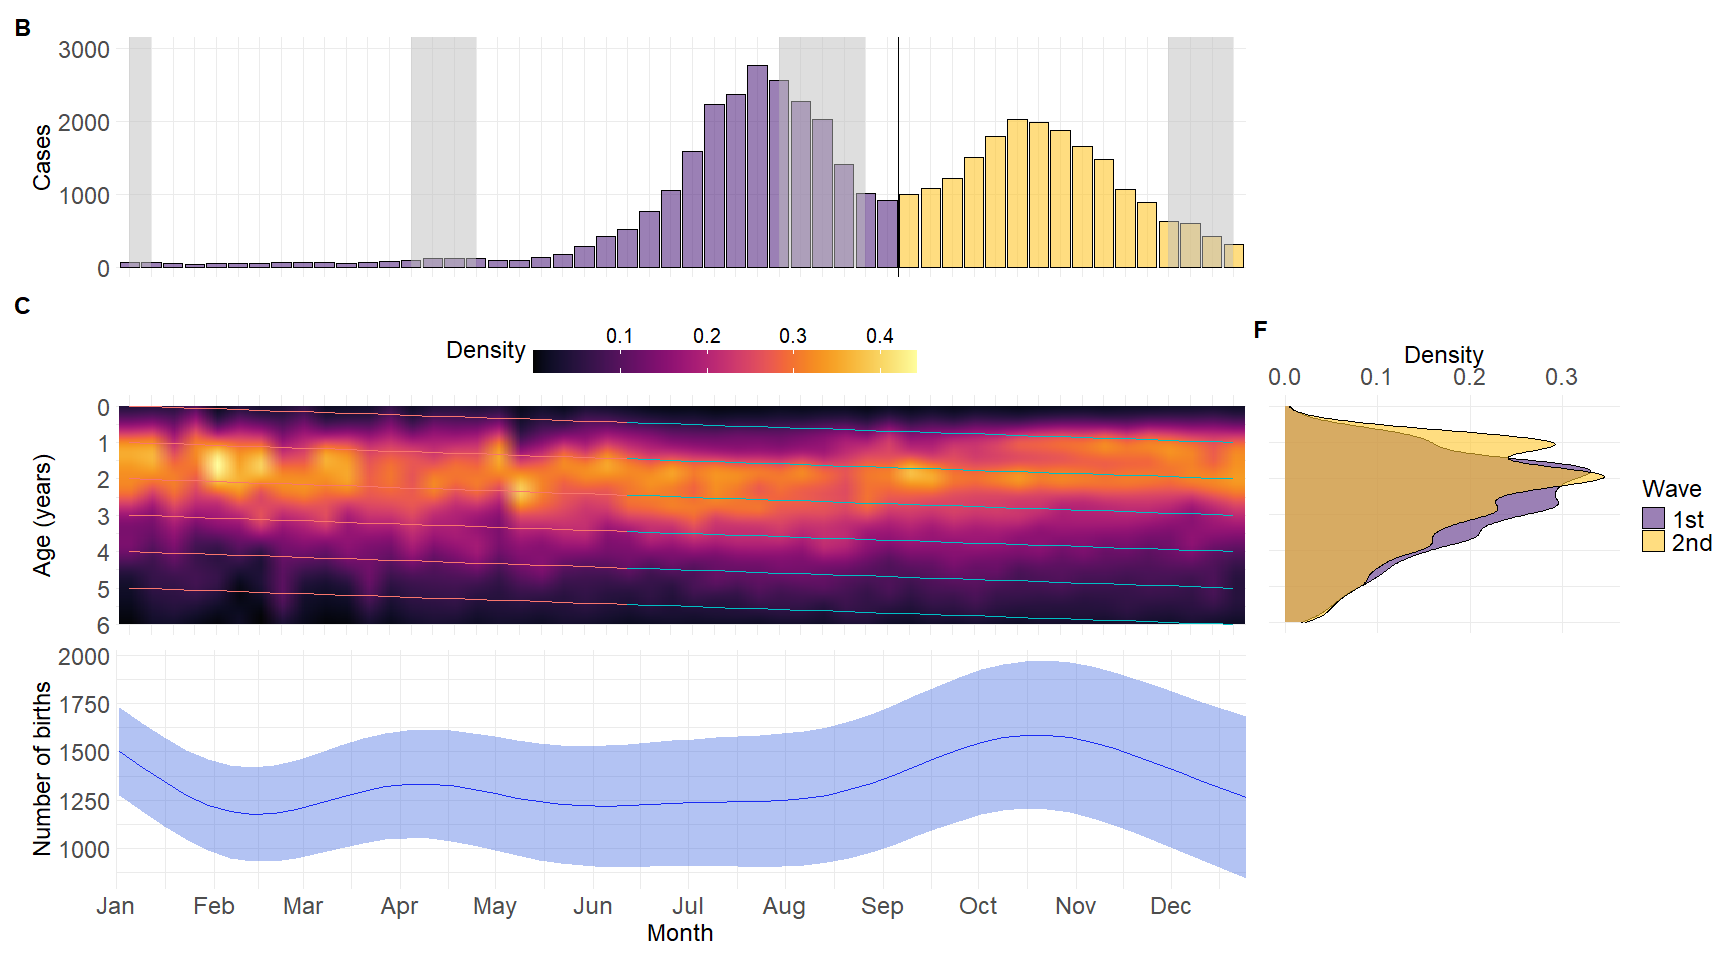 B
Cases
3000
2000
1000
0
C
Density
0.1 0.2 0.3 0.4
Age (years)
0
1
2
3
4
5
6
F
Density
0.0 0.1 0.2 0.3
Wave
1st
2nd
Number of births
2000
1750
1500
1250
1000
Jan Feb Mar Apr May Jun Jul Aug Sep Oct Nov Dec
Month